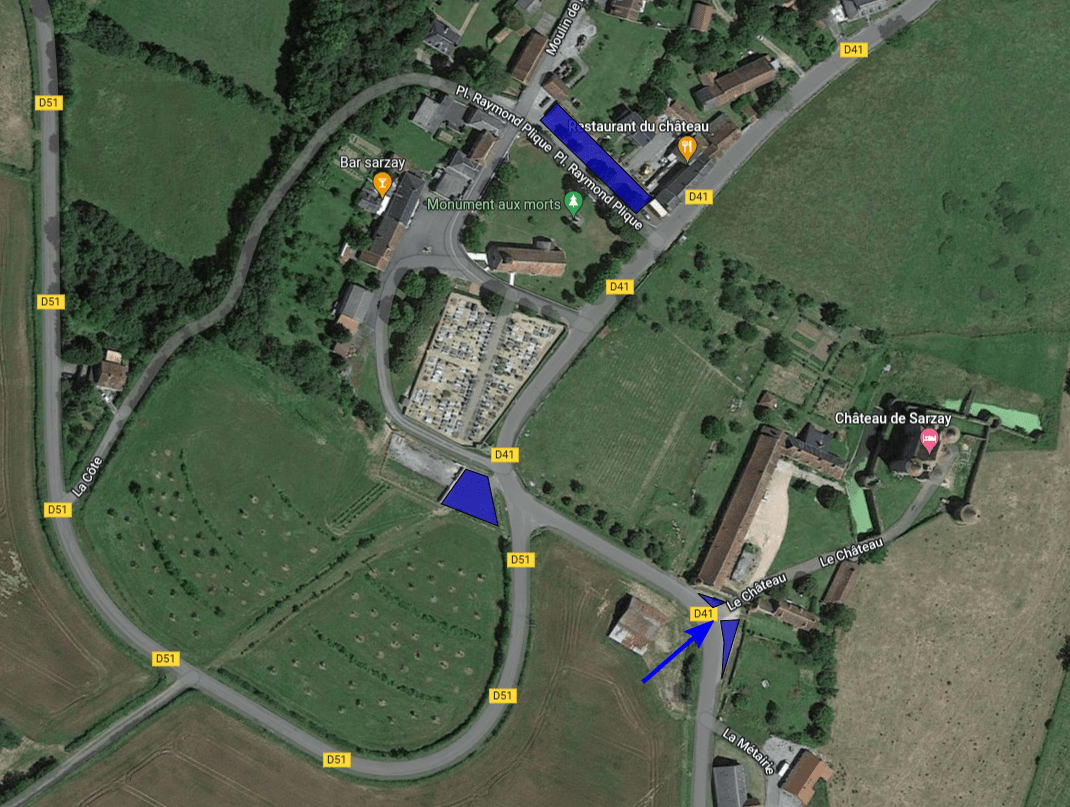 Moulin de
D41
D51
Pl. Raymond Plique
Restaurant du château
Bar sarzay
Pl. Raymond Plique
D41
Monument aux morts
D41
D51
Château de Sarzay
D41
La Côte
D51
D51
Le Château
Le Château
D41
D51
D51
La Métairie
D51